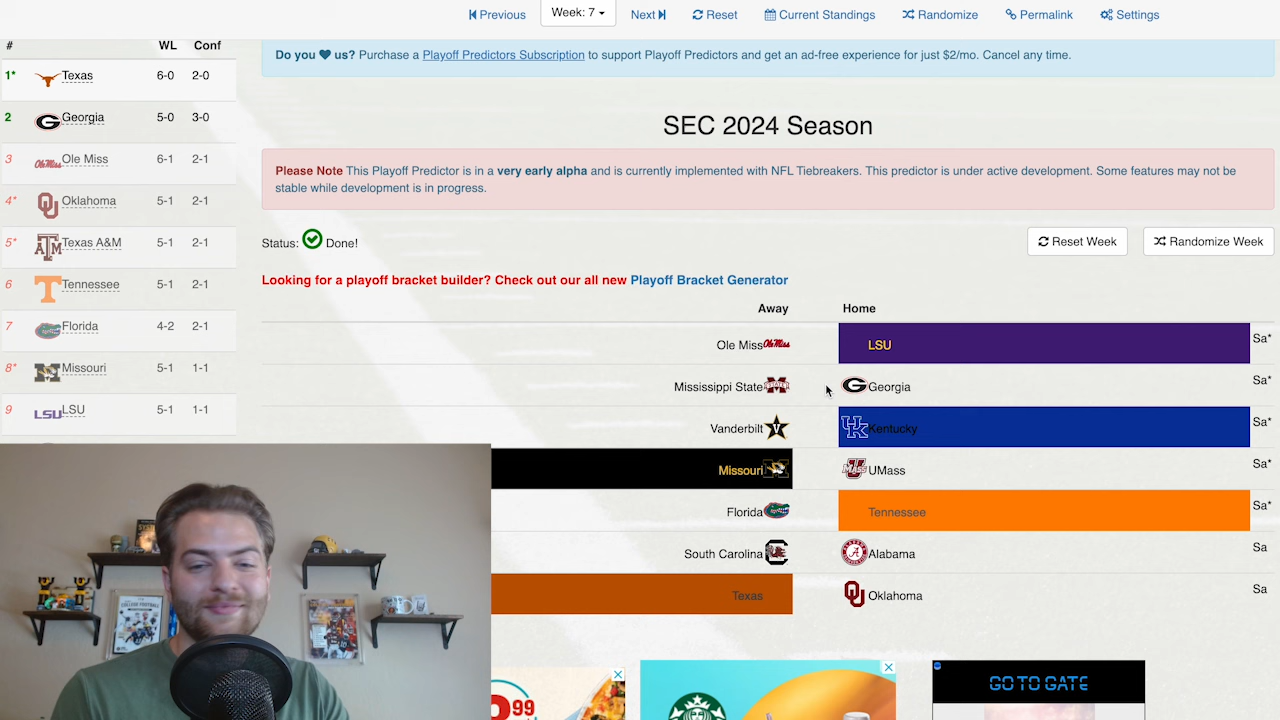 Previous Week: 7 Next Reset Current Standings Randomize Permalink Settings
# WL Conf
1* Texas 6-0 2-0
2 Georgia 5-0 3-0
3 Ole Miss 6-1 2-1
4* Oklahoma 5-1 2-1
5* Texas A&M 5-1 2-1
6 Tennessee 5-1 2-1
7 Florida 4-2 2-1
8* Missouri 5-1 1-1
9 LSU 5-1 1-1
Do you us? Purchase a Playoff Predictors Subscription to support Playoff Predictors and get an ad-free experience for just $2/mo. Cancel any time.
SEC 2024 Season
Please Note This Playoff Predictor is in a very early alpha and is currently implemented with NFL Tiebreakers. This predictor is under active development. Some features may not be
stable while development is in progress.
Status: Done!
Reset Week Randomize Week
Looking for a playoff bracket builder? Check out our all new Playoff Bracket Generator
Away Home
Ole Miss LSU Sa*
Mississippi State Georgia Sa*
Vanderbilt Kentucky Sa*
Missouri UMass Sa*
Florida Tennessee Sa*
South Carolina Alabama Sa
Texas Oklahoma Sa
COLLEGE FOOTBALL
99
GO TO GATE